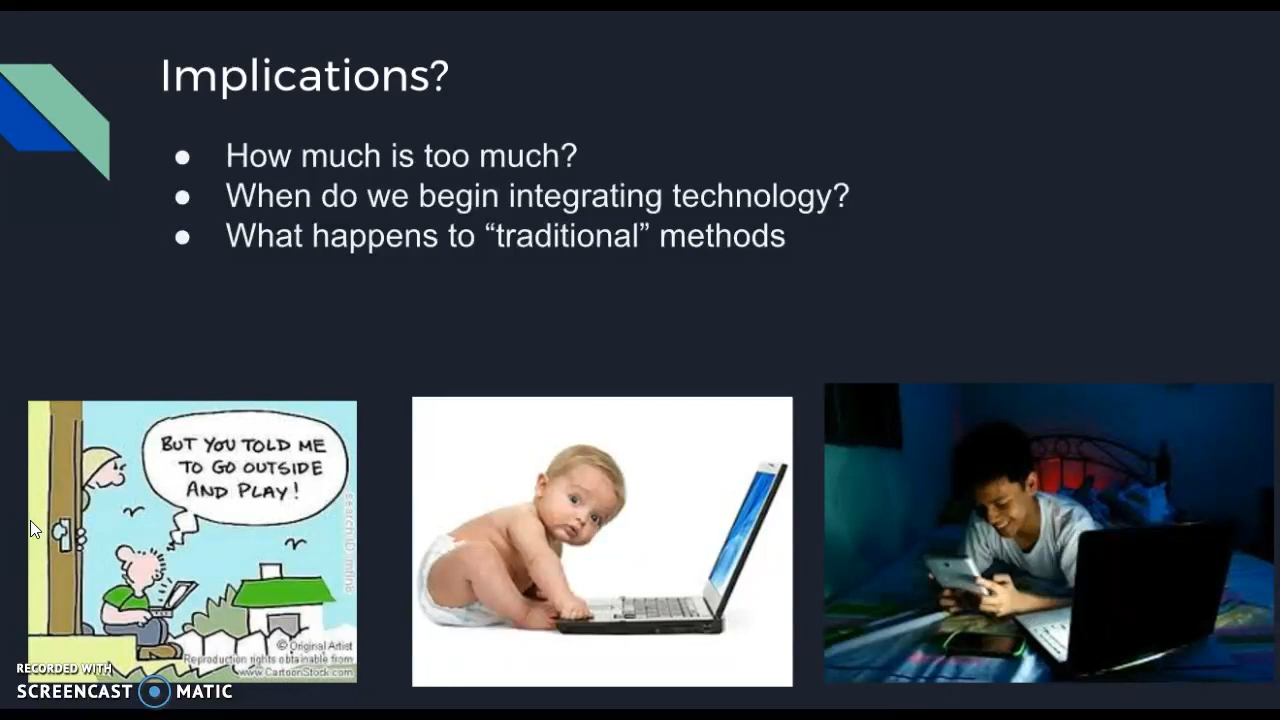 Implications?
● How much is too much?
● When do we begin integrating technology?
● What happens to “traditional” methods
BUT YOU TOLD ME
TO GO OUTSIDE
AND PLAY!
© Original Artist
Reproduction rights obtainable from
www.CartoonStock.com
RECORDED WITH
SCREENCAST MATIC